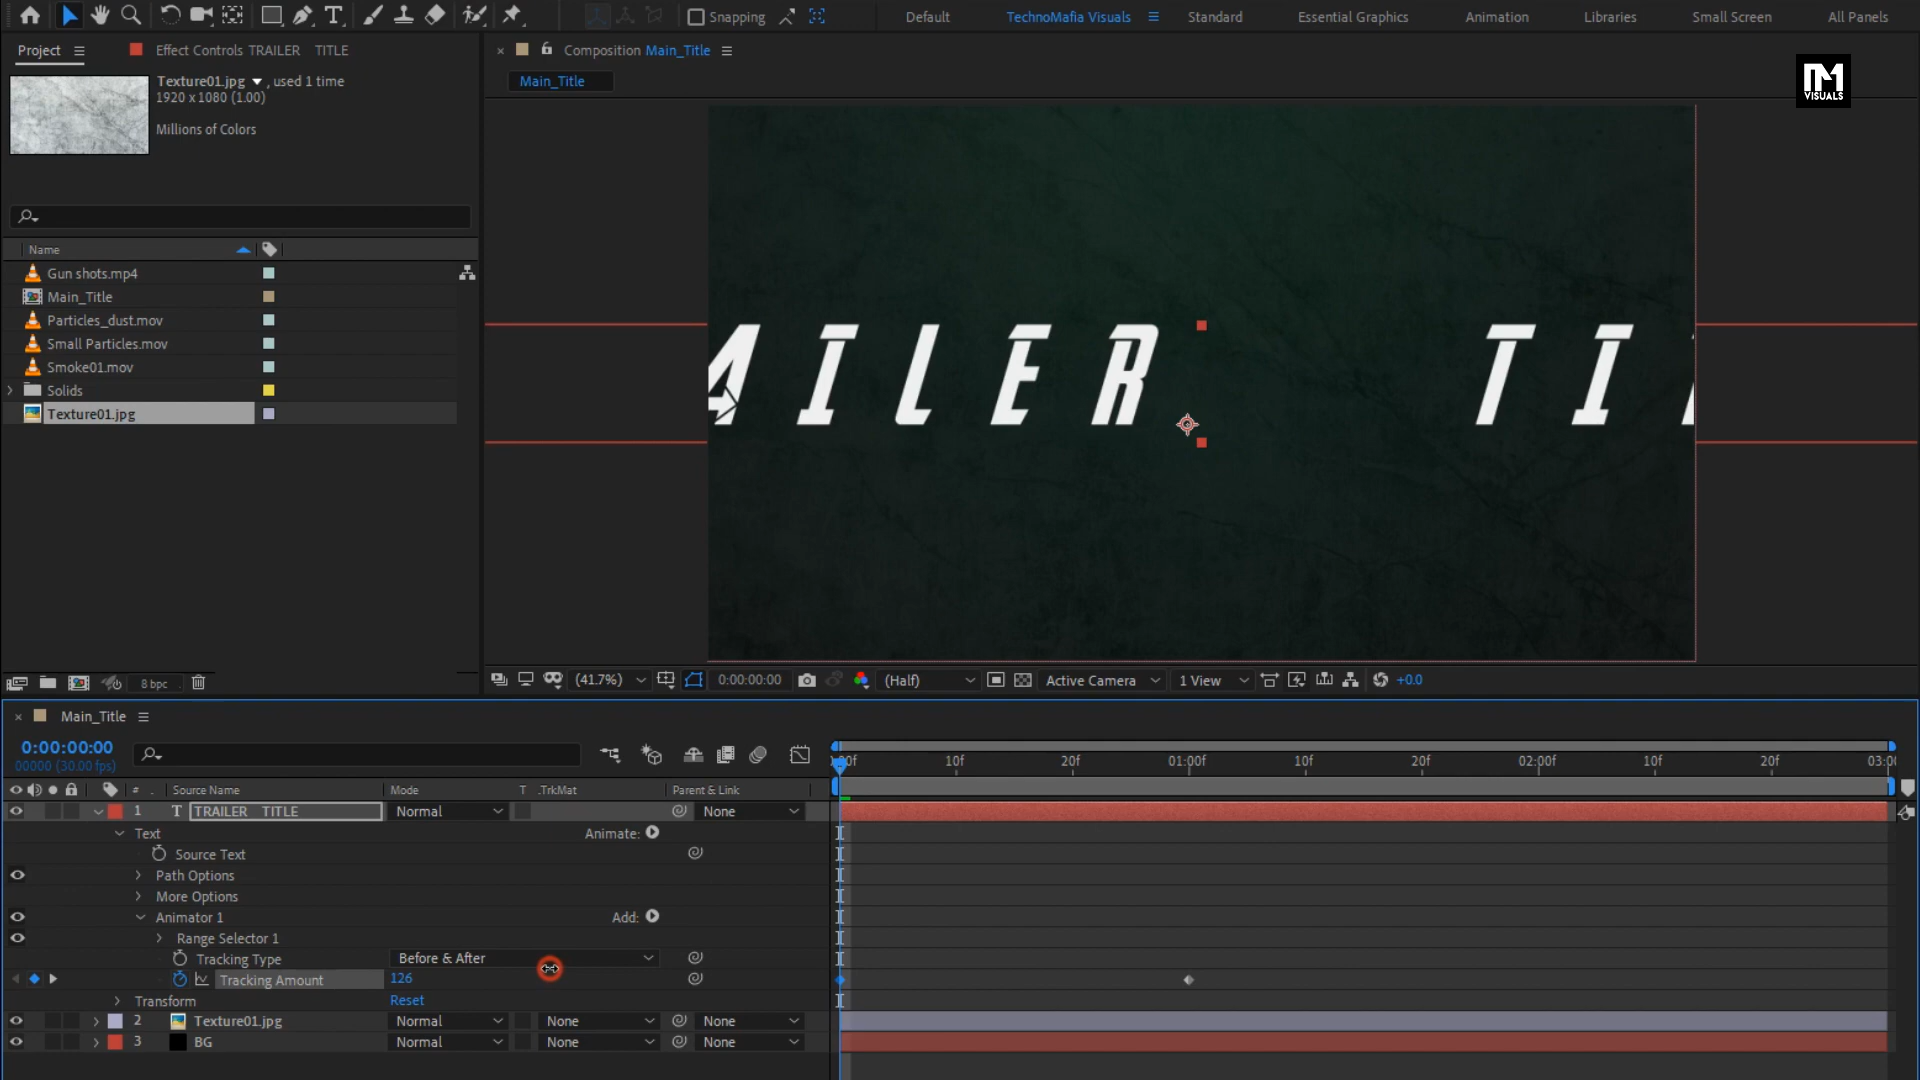 Snapping
Default
TechnoMafia Visuals
Standard
Essential Graphics
Animation
Libraries
Small Screen
All Panels
Project
Effect Controls TRAILER TITLE
Composition Main_Title
Main_Title
Texture01.jpg , used 1 time
1920 x 1080 (1.00)
Millions of Colors
M
VISUALS
Name
Gun shots.mp4
Main_Title
Particles_dust.mov
Small Particles.mov
Smoke01.mov
Solids
Texture01.jpg
AILER TI
8 bpc
(41.7%)
0:00:00:00
(Half)
Active Camera
1 View
+0.0
Main_Title
0:00:00:00
00000 (30.00 fps)
:00f 10f 20f 01:00f 10f 20f 02:00f 10f 20f 03:00
# Source Name Mode T .TrkMat Parent & Link
1 T TRAILER TITLE Normal None
Text Animate:
Source Text
Path Options
More Options
Animator 1 Add:
Range Selector 1
Tracking Type Before & After
Tracking Amount 126
Transform Reset
2 Texture01.jpg Normal None None
3 BG Normal None None